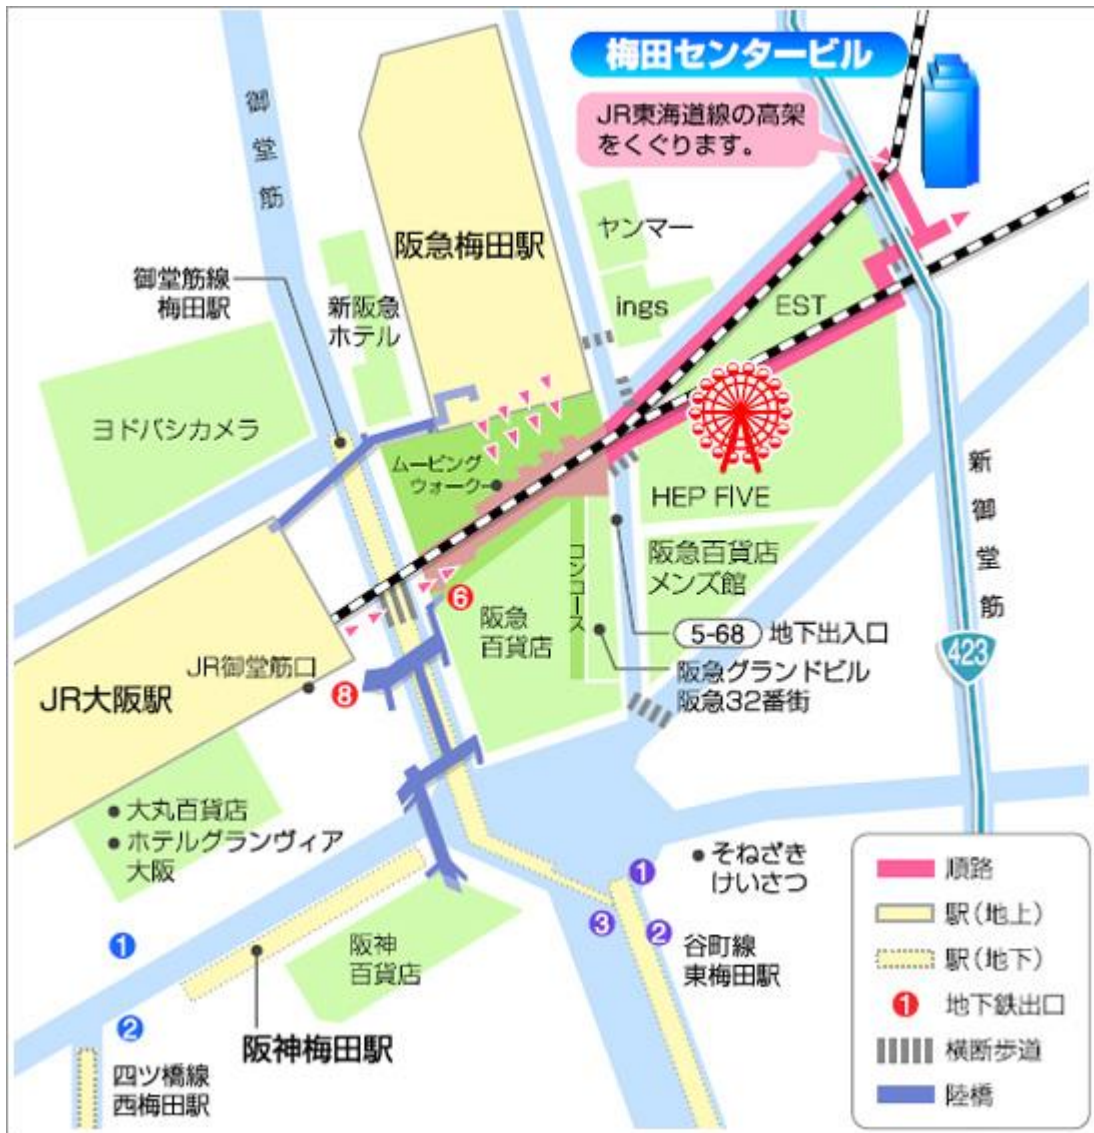 梅田センタービル
JR東海道線の高架
をくぐります。
御堂筋
阪急梅田駅
ヤンマー
御堂筋線
梅田駅
新阪急
ホテル
ings
EST
ヨドバシカメラ
ムービング
ウォーク
HEP FIVE
新御堂筋
コンコース
阪急百貨店
メンズ館
6
阪急
百貨店
5-68 地下出入口
423
JR御堂筋口
8
阪急グランドビル
阪急32番街
JR大阪駅
大丸百貨店
ホテルグランヴィア
大阪
そねざき
けいさつ
1
3
2
谷町線
東梅田駅
1
阪神
百貨店
2
阪神梅田駅
四ツ橋線
西梅田駅
順路
駅(地上)
駅(地下)
1 地下鉄出口
横断歩道
陸橋